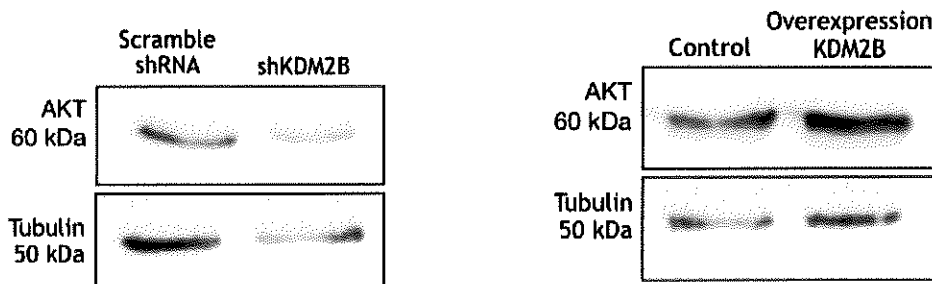 Scramble
shRNA
shKDM2B
AKT
60 kDa
Tubulin
50 kDa
Control
Overexpression
KDM2B
AKT
60 kDa
Tubulin
50 kDa